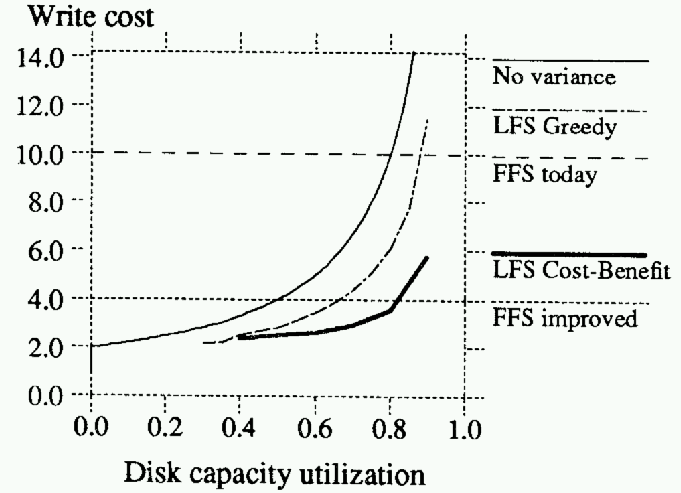 Write cost
14.0
12.0
10.0
8.0
6.0
4.0
2.0
0.0
0.0 0.2 0.4 0.6 0.8 1.0
Disk capacity utilization
No variance
LFS Greedy
FFS today
LFS Cost-Benefit
FFS improved